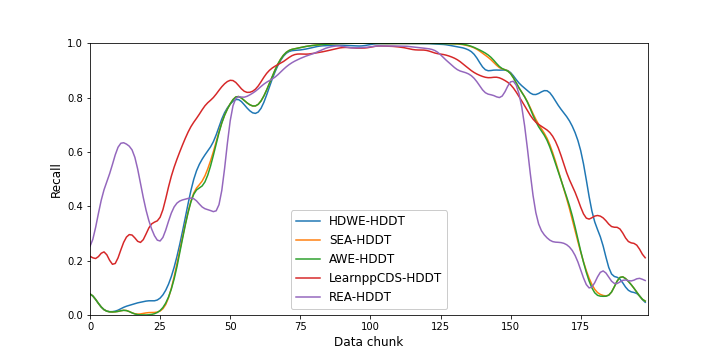 1.0
0.8
0.6
0.4
0.2
0.0
Recall
0 25 50 75 100 125 150 175
Data chunk
HDWE-HDDT
SEA-HDDT
AWE-HDDT
LearnppCDS-HDDT
REA-HDDT